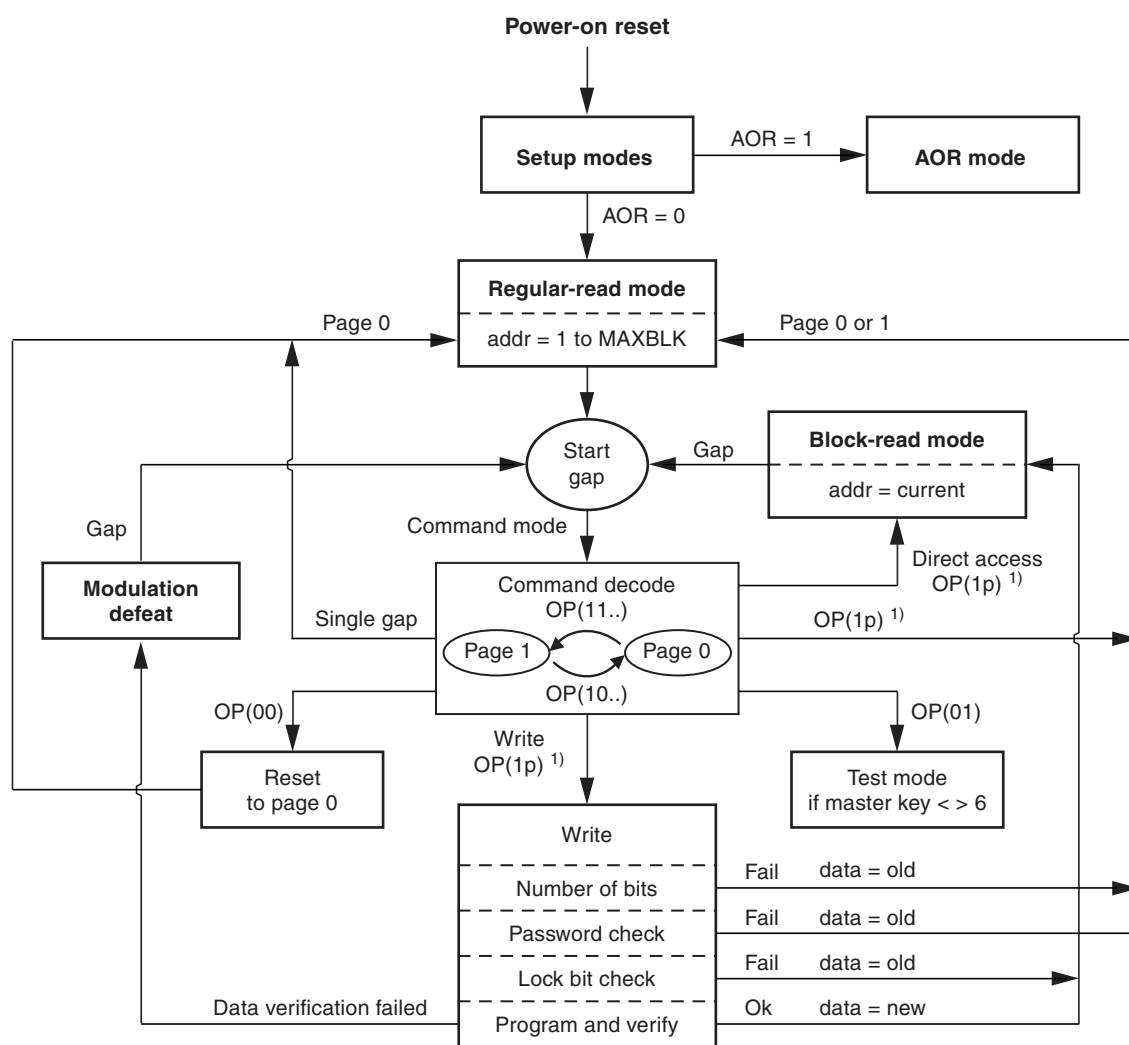 Power-on reset
Setup modes
AOR = 1
AOR mode
AOR = 0
Regular-read mode
Page 0
addr = 1 to MAXBLK
Page 0 or 1
Start
gap
Gap
Block-read mode
addr = current
Command mode
Gap
Modulation
defeat
Command decode
OP(11..)
Direct access
OP(1p) 1)
Single gap
Page 1
Page 0
OP(1p) 1)
OP(10..)
OP(00)
OP(01)
Write
OP(1p) 1)
Reset
to page 0
Test mode
if master key < > 6
Write
Number of bits
Fail data = old
Password check
Fail data = old
Lock bit check
Fail data = old
Data verification failed
Program and verify
Ok data = new